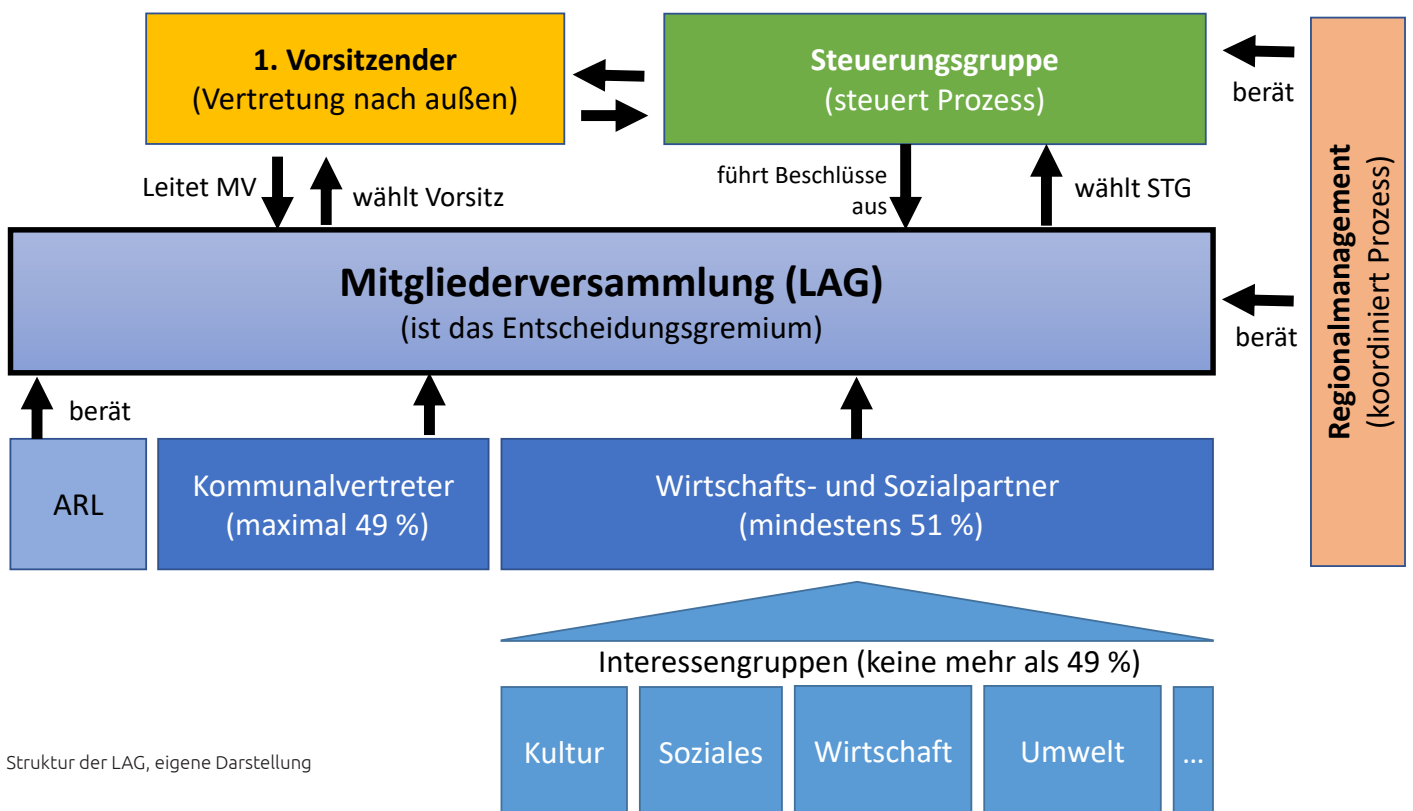 1. Vorsitzender
(Vertretung nach außen)
Steuerungsgruppe
(steuert Prozess)
berät
Leitet MV
wählt Vorsitz
führt Beschlüsse
aus
wählt STG
Mitgliederversammlung (LAG)
(ist das Entscheidungsgremium)
berät
Regionalmanagement
(koordiniert Prozess)
berät
ARL
Kommunalvertreter
(maximal 49 %)
Wirtschafts- und Sozialpartner
(mindestens 51 %)
Interessengruppen (keine mehr als 49 %)
Kultur
Soziales
Wirtschaft
Umwelt
...
Struktur der LAG, eigene Darstellung